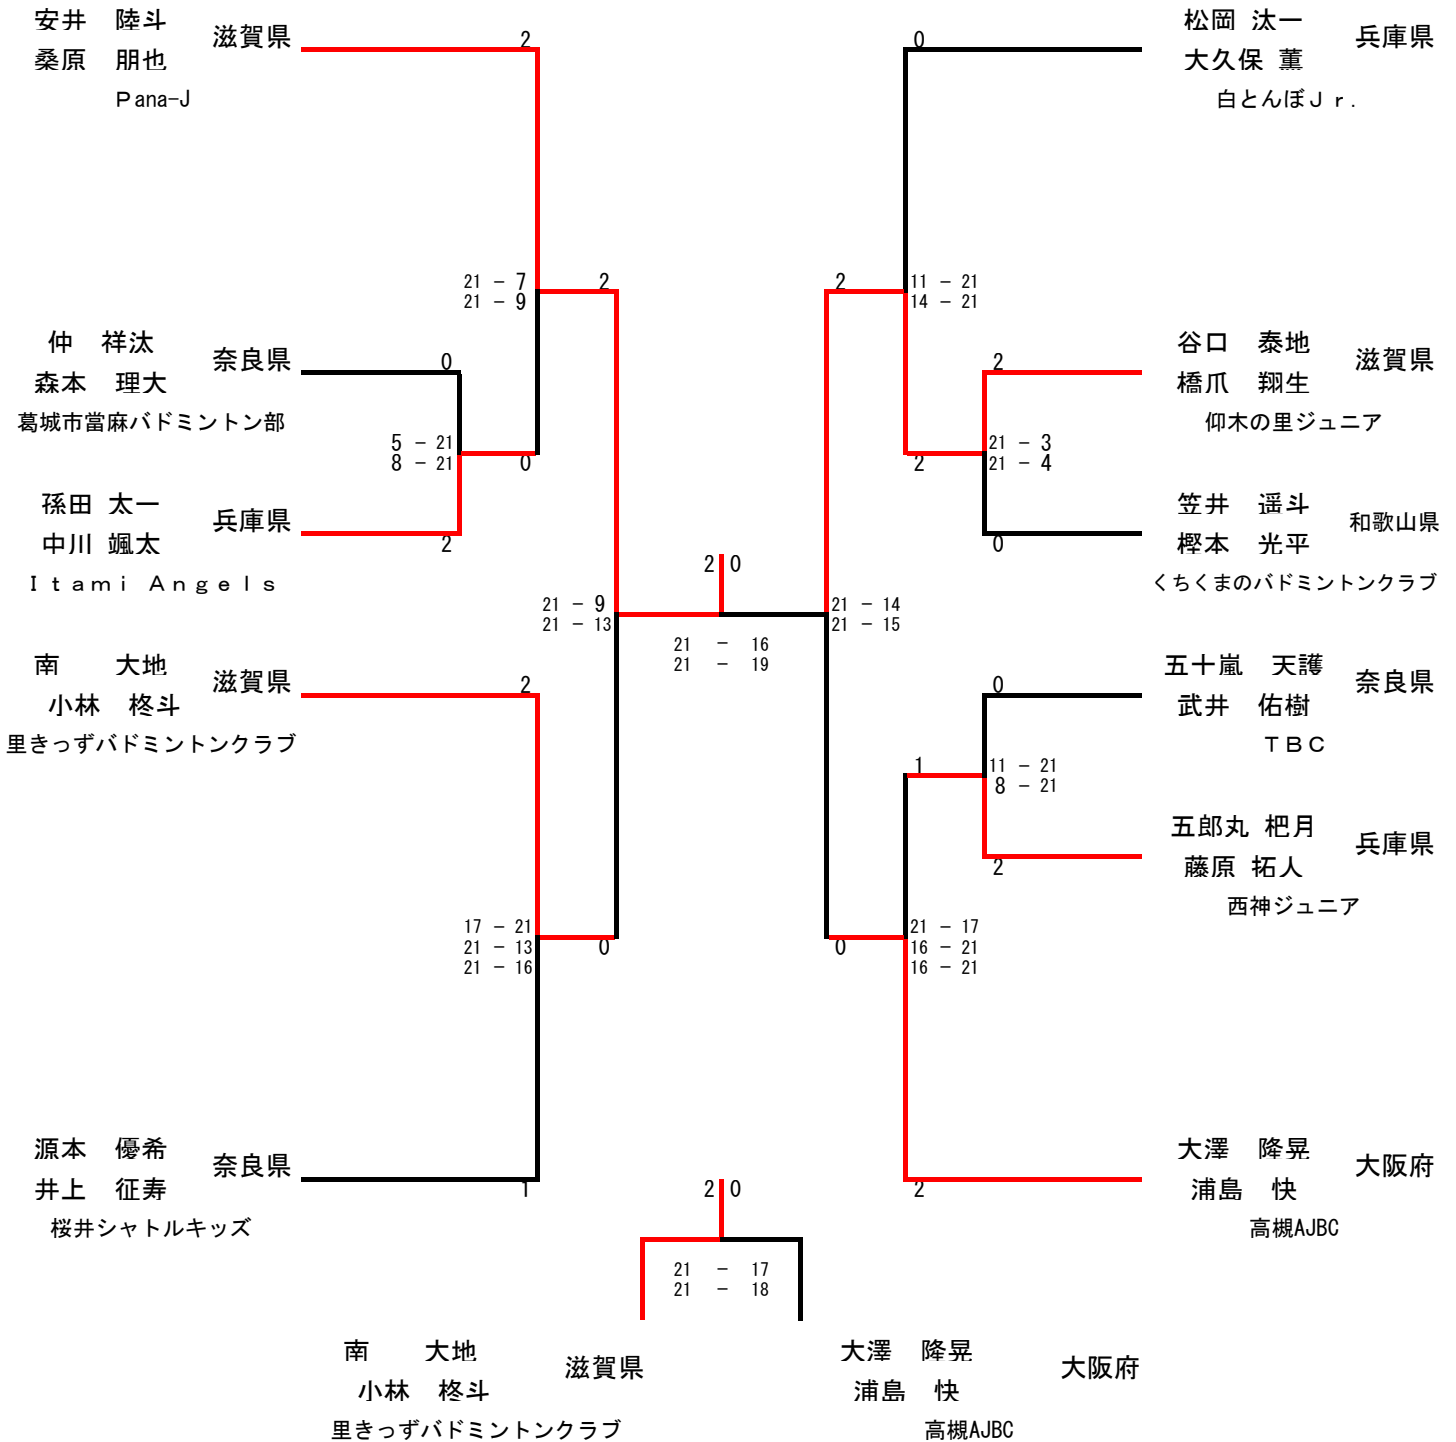 安井　陸斗
桑原　朋也
滋賀県
Ｐana-J
2
21 － 7
21 － 9
2
仲　祥汰
森本　理大
奈良県
葛城市當麻バドミントン部
0
5 － 21
8 － 21
0
孫田 太一
中川 颯太
兵庫県
Ｉｔａｍｉ Ａｎｇｅｌｓ
2
21 － 9
21 － 13
南　　大地
小林　柊斗
滋賀県
里きっずバドミントンクラブ
2
17 － 21
21 － 13
21 － 16
0
源本　優希
井上　征寿
奈良県
桜井シャトルキッズ
1
2 0
21 － 16
21 － 19
松岡 汰一
大久保 薫
兵庫県
白とんぼＪｒ.
0
2
11 － 21
14 － 21
谷口　泰地
橋爪　翔生
滋賀県
仰木の里ジュニア
2
2
21 － 3
21 － 4
笠井　遥斗
樫本　光平
和歌山県
くちくまのバドミントンクラブ
0
21 － 14
21 － 15
五十嵐　天護
武井　佑樹
奈良県
ＴＢＣ
0
1
11 － 21
8 － 21
五郎丸 杷月
藤原 拓人
兵庫県
西神ジュニア
2
0
21 － 17
16 － 21
16 － 21
大澤　隆晃
浦島　快
大阪府
高槻AJBC
2
2 0
21 － 17
21 － 18
南　　大地
小林　柊斗
滋賀県
里きっずバドミントンクラブ
大澤　隆晃
浦島　快
大阪府
高槻AJBC